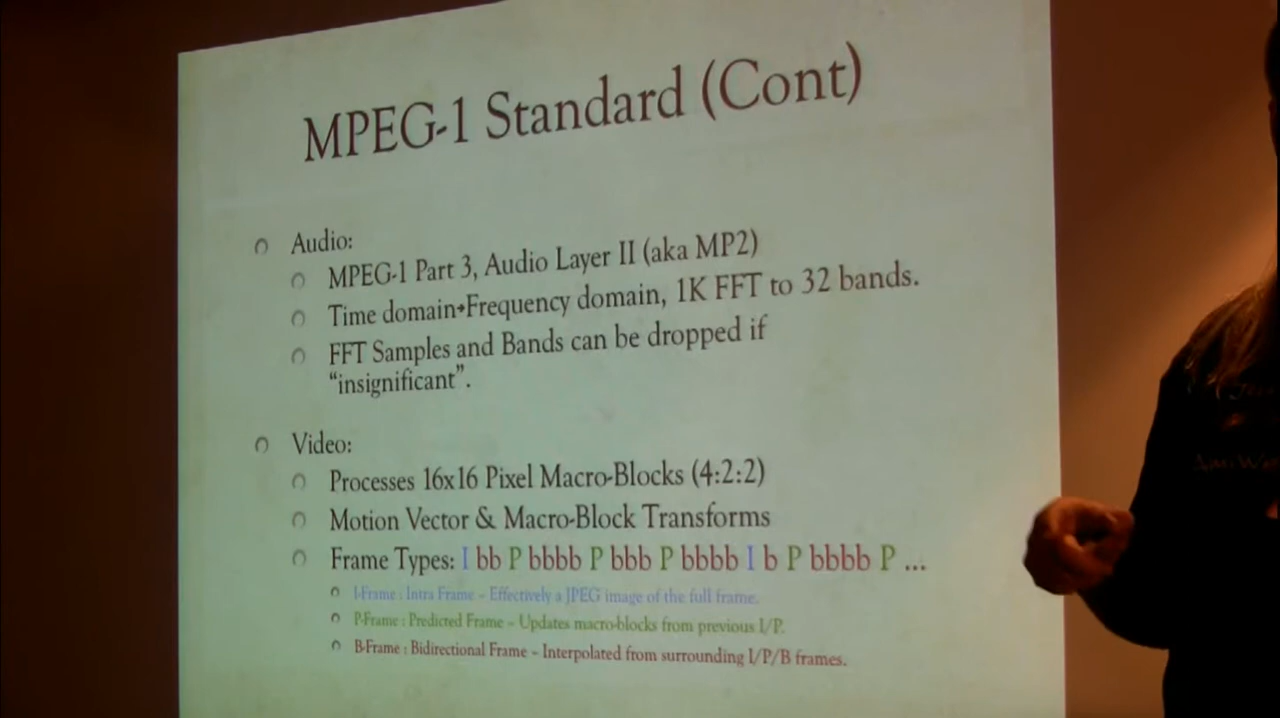 MPEG-1 Standard (Cont)
Audio:
MPEG-1 Part 3, Audio Layer II (aka MP2)
Time domain→Frequency domain, 1K FFT to 32 bands.
FFT Samples and Bands can be dropped if
“insignificant”.
Video:
Processes 16x16 Pixel Macro-Blocks (4:2:2)
Motion Vector & Macro-Block Transforms
Frame Types: I bb P bbbb P bbb P bbbb I b P bbbb P ...
I-Frame : Intra Frame – Effectively a JPEG image of the full frame.
P-Frame : Predicted Frame – Updates macro-blocks from previous I/P.
B-Frame : Bidirectional Frame – Interpolated from surrounding I/P/B frames.